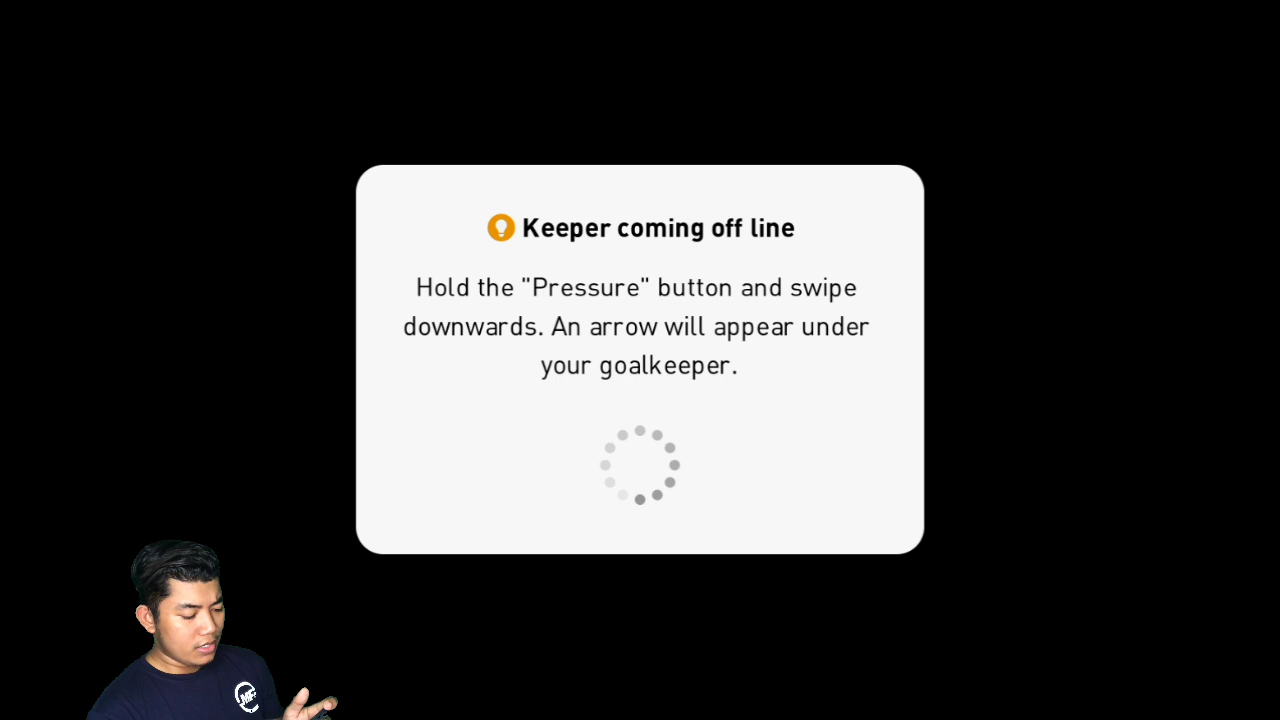 Keeper coming off line
Hold the "Pressure" button and swipe
downwards. An arrow will appear under
your goalkeeper.